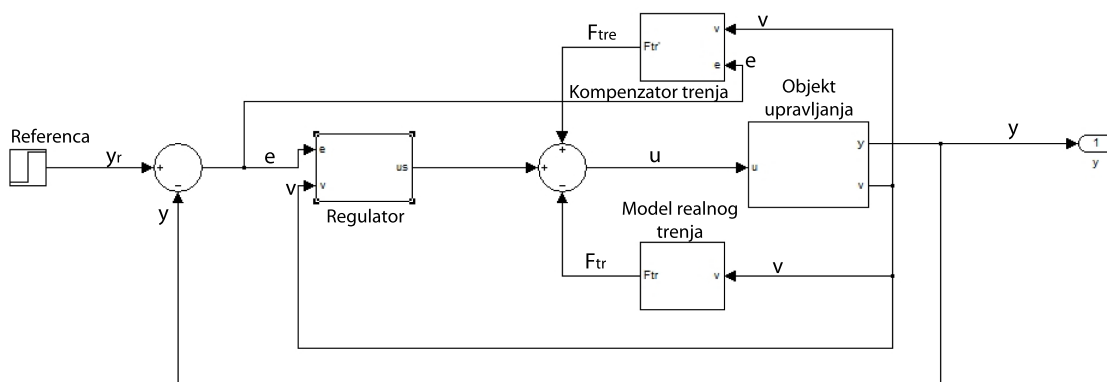 v
Ftre
Ftr'
v
e
e
Kompenzator trenja
Objekt
upravljanja
Referenca
yr
+
−
e
e
v
v
us
Regulator
+
+
−
u
u
y
v
y
1
y
y
Model realnog
trenja
Ftr
Ftr
v
v